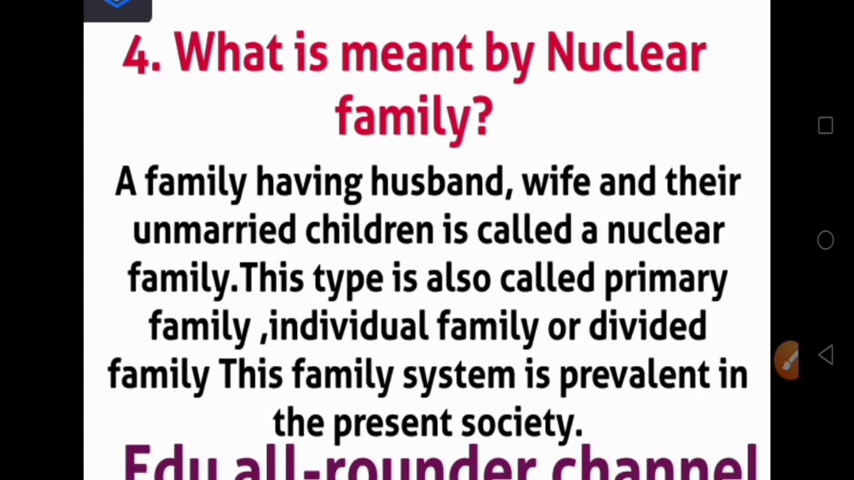 4. What is meant by Nuclear
family?
A family having husband, wife and their
unmarried children is called a nuclear
family.This type is also called primary
family ,individual family or divided
family This family system is prevalent in
the present society.
Edu all-rounder channel